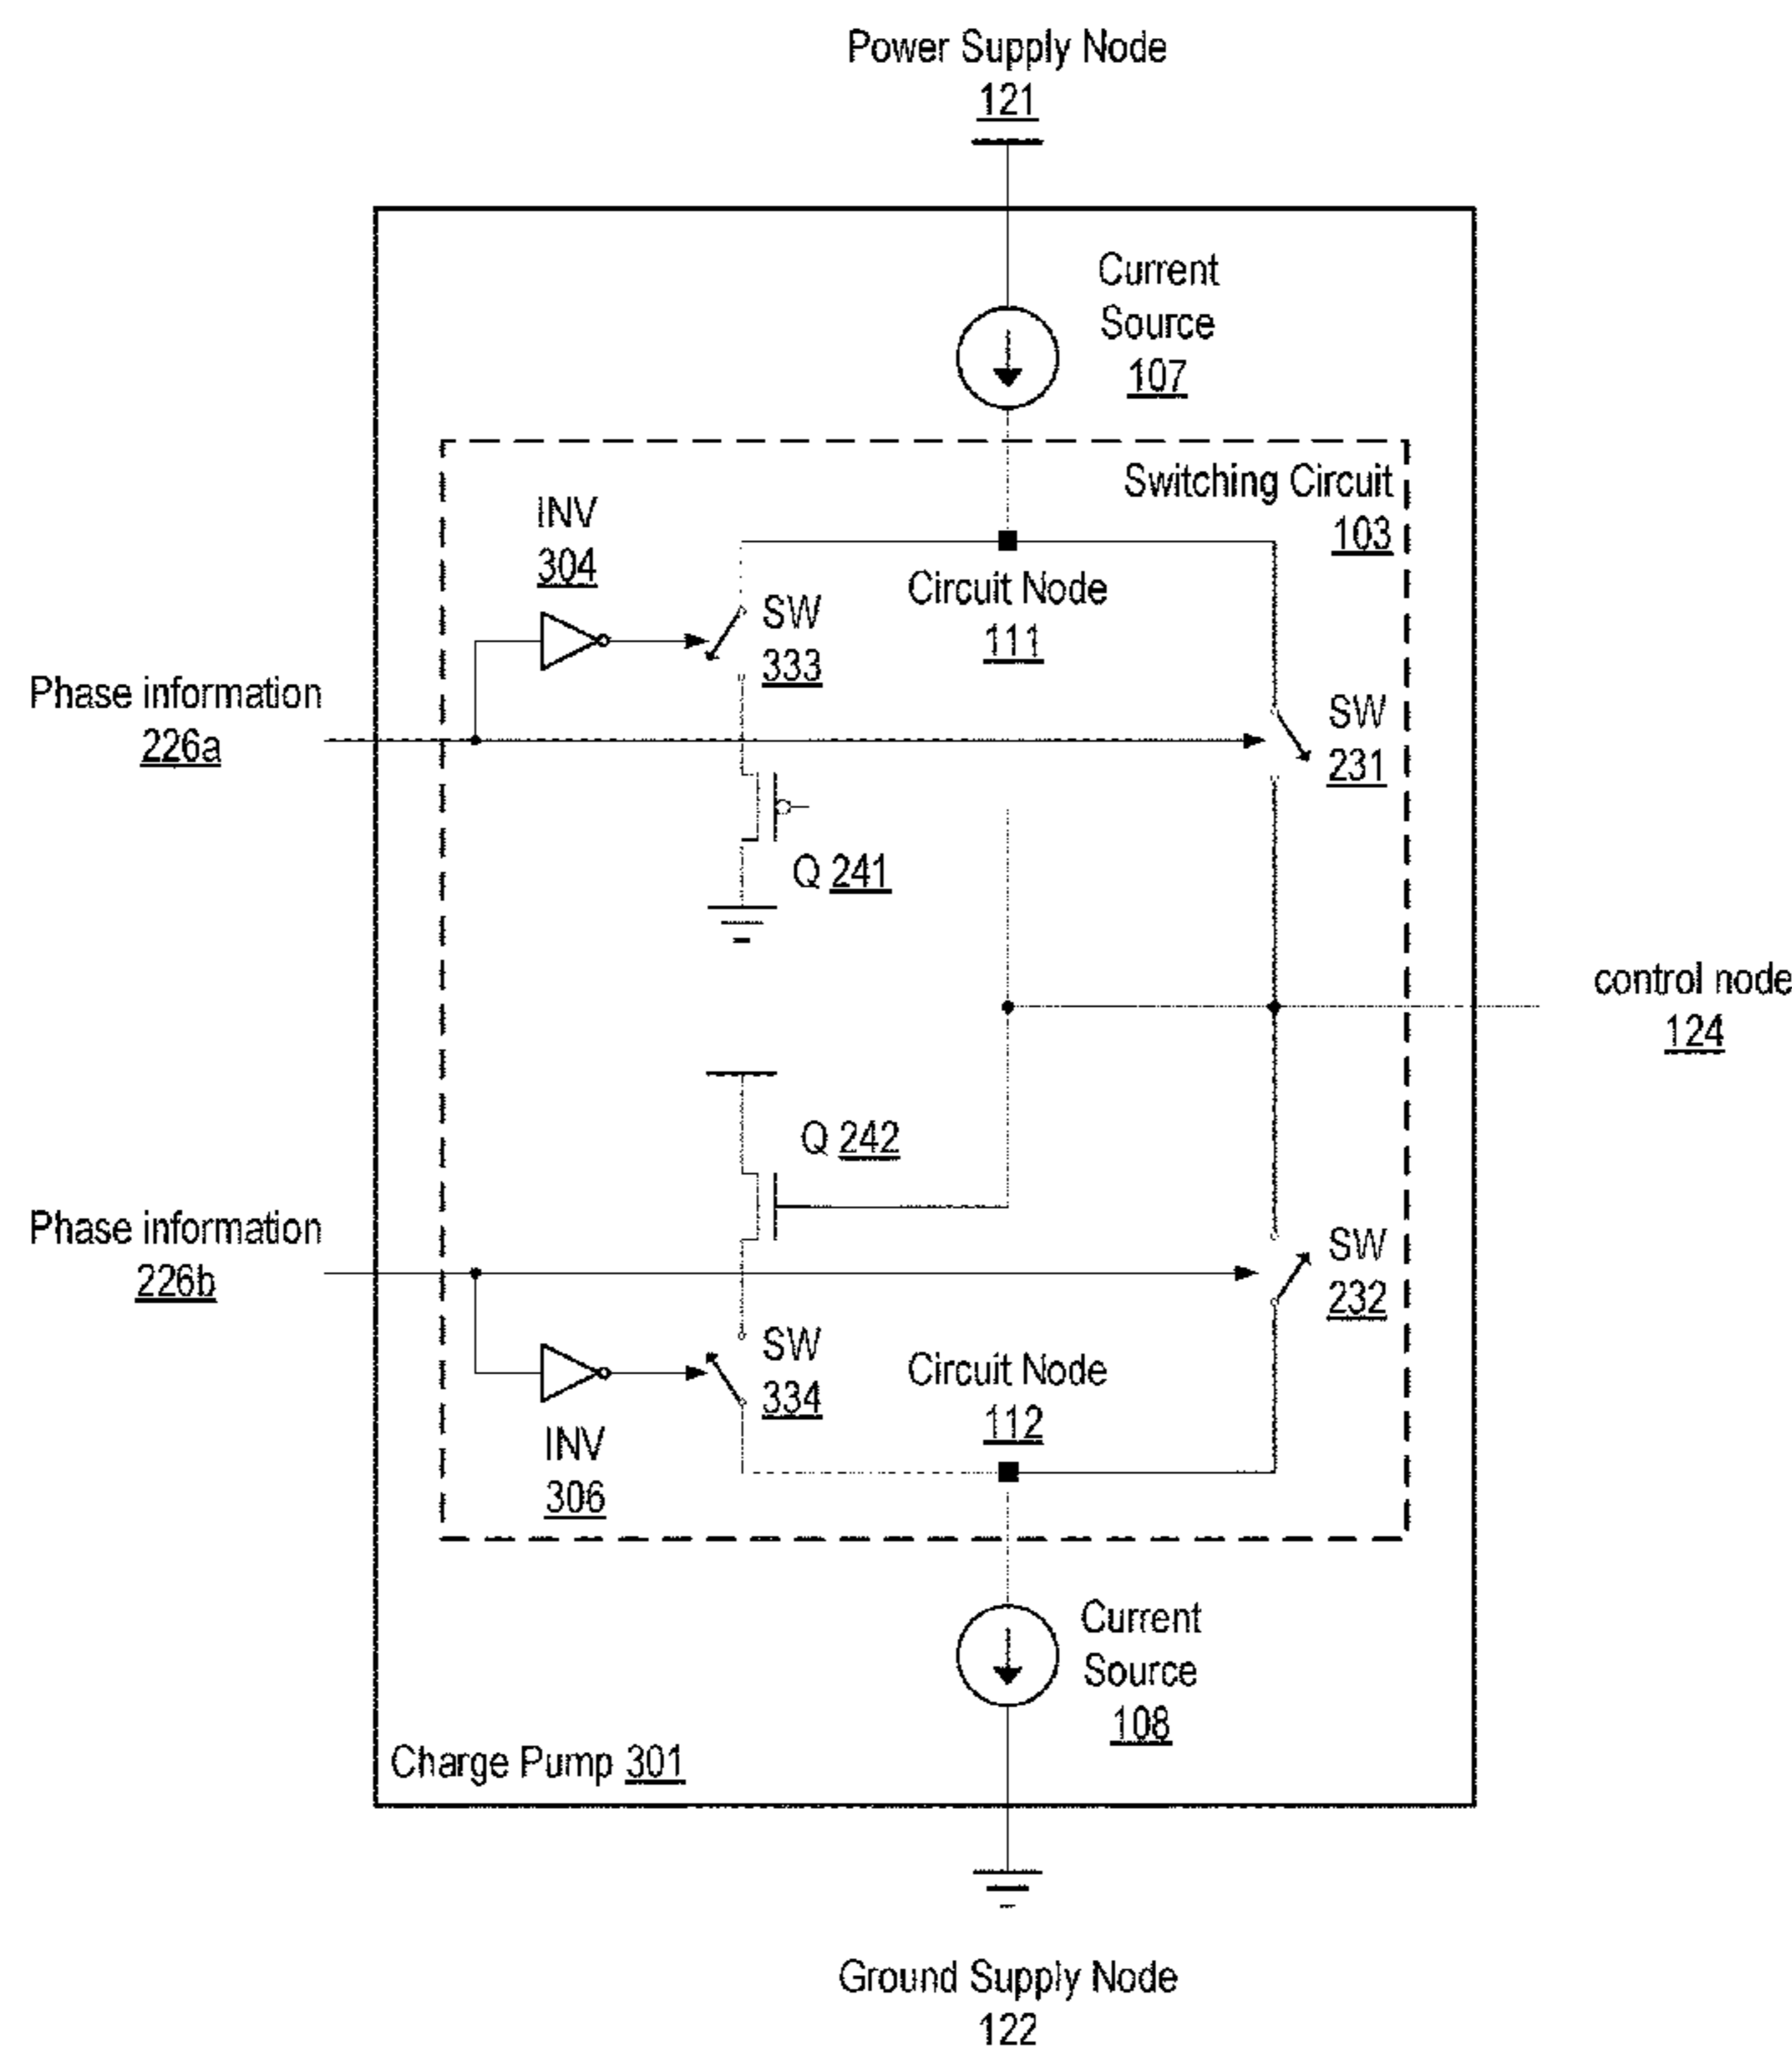 Power Supply Node
121
Current
Source
107
Switching Circuit
103
INV
304
SW
333
Circuit Node
111
Phase information
226a
SW
231
Q 241
control node
124
Q 242
Phase information
226b
SW
232
SW
334
Circuit Node
112
INV
306
Current
Source
108
Charge Pump 301
Ground Supply Node
122